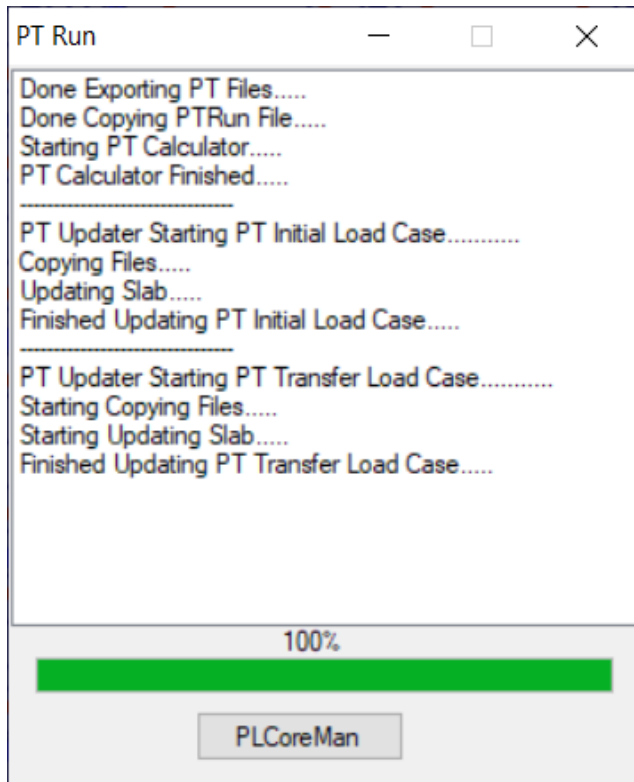 PT Run
Done Exporting PT Files.....
Done Copying PTRun File.....
Starting PT Calculator.....
PT Calculator Finished.....
--------------------------------
PT Updater Starting PT Initial Load Case...........
Copying Files.....
Updating Slab.....
Finished Updating PT Initial Load Case.....
--------------------------------
PT Updater Starting PT Transfer Load Case...........
Starting Copying Files.....
Starting Updating Slab.....
Finished Updating PT Transfer Load Case.....
100%
PLCoreMan